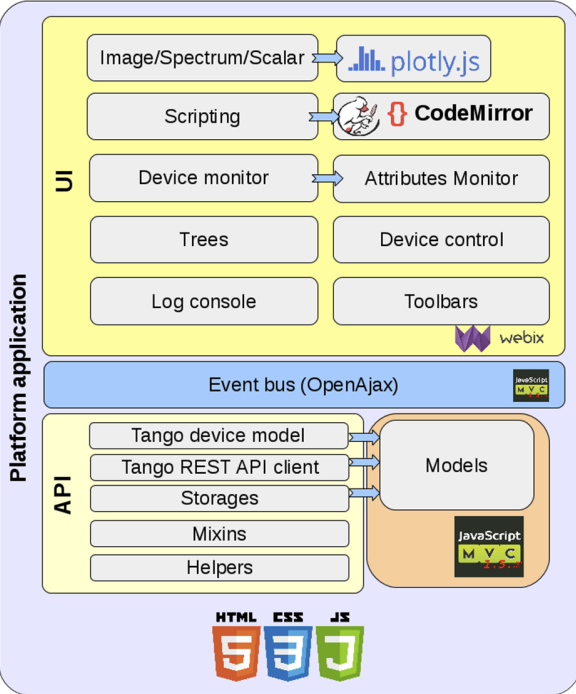 Platform application
UI
Image/Spectrum/Scalar
plotly.js
Scripting
{} CodeMirror
Device monitor
Attributes Monitor
Trees
Device control
Log console
Toolbars
webix
Event bus (OpenAjax)
JavaScript
MVC
API
Tango device model
Tango REST API client
Storages
Mixins
Helpers
Models
JavaScript
M V C
HTML
5
CSS
3
JS